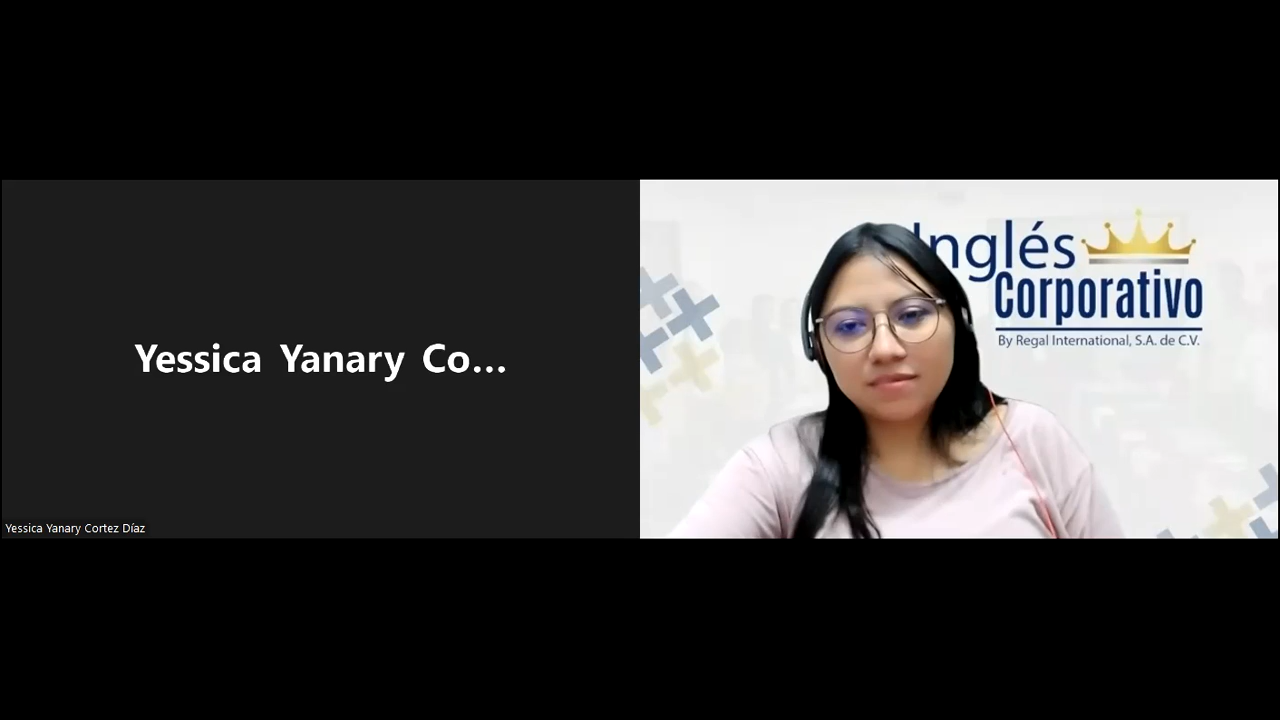 Yessica Yanary Co...
Yessica Yanary Cortez Díaz
Inglés
Corporativo
By Regal International, S.A. de C.V.